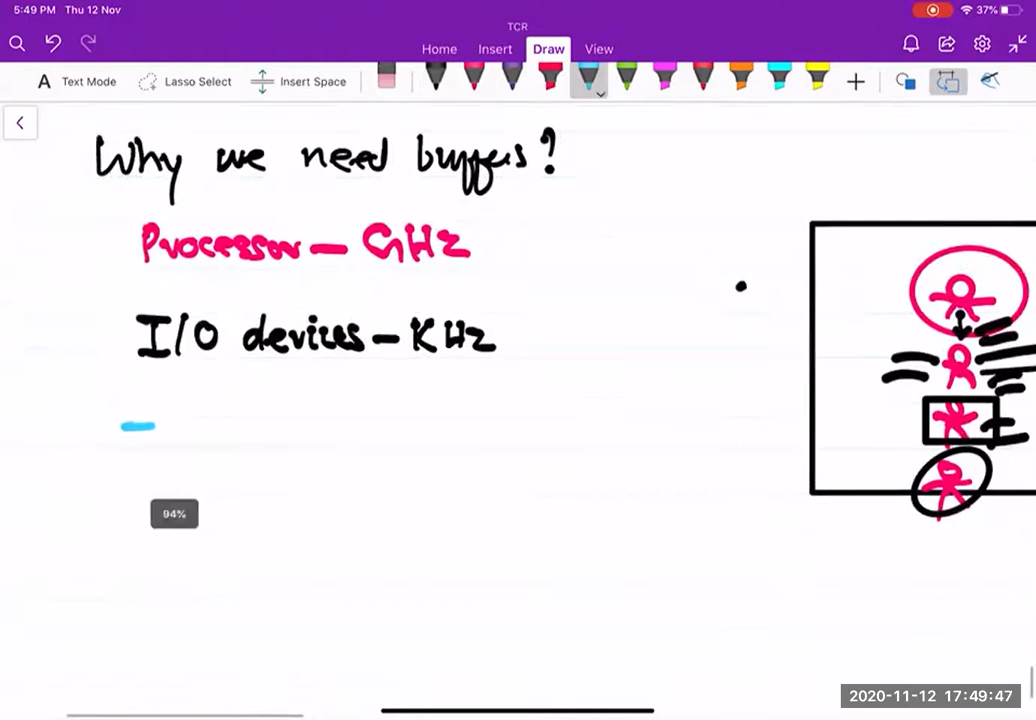 5:49 PM Thu 12 Nov
37%
TCR
Home Insert Draw View
Text Mode Lasso Select Insert Space
Why we need buffers?
Processor - GHz
I/O devices - KHz
94%
2020-11-12 17:49:47